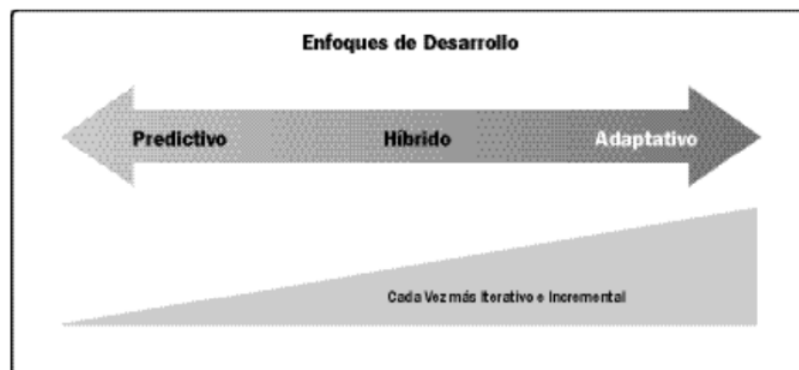 Enfoques de Desarrollo
Predictivo Híbrido Adaptativo
Cada Vez más Iterativo e Incremental